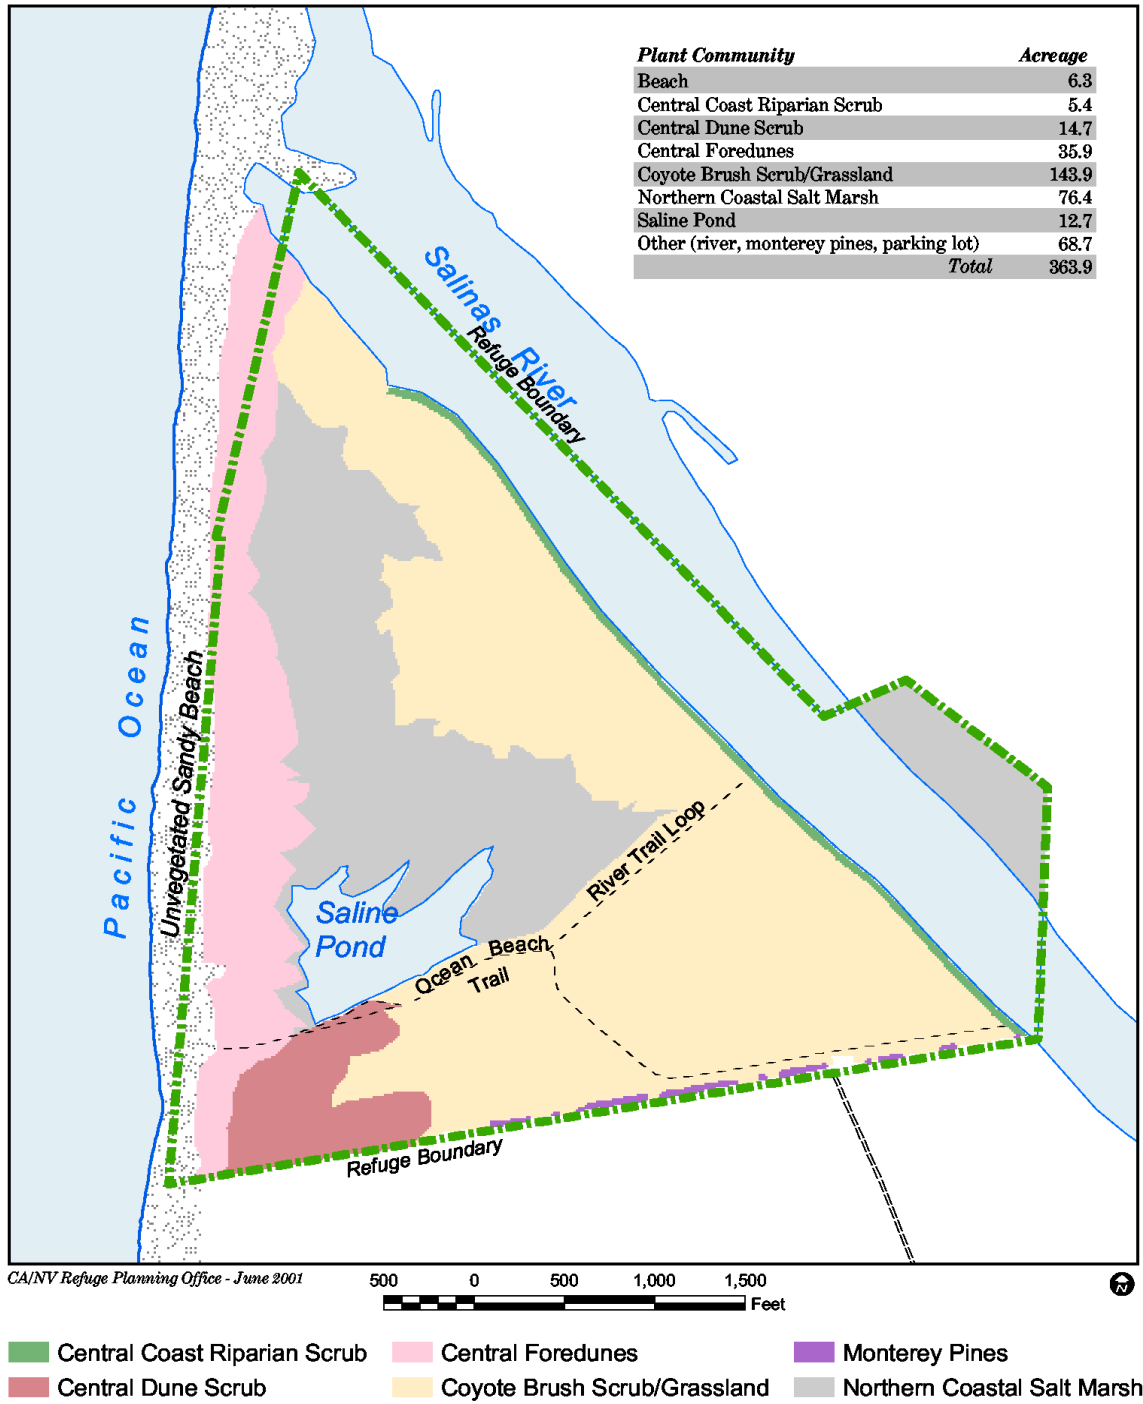 Plant Community Acreage
Beach 6.3
Central Coast Riparian Scrub 5.4
Central Dune Scrub 14.7
Central Foredunes 35.9
Coyote Brush Scrub/Grassland 143.9
Northern Coastal Salt Marsh 76.4
Saline Pond 12.7
Other (river, monterey pines, parking lot) 68.7
Total 363.9
Salinas River
Refuge Boundary
Pacific Ocean
Unvegetated Sandy Beach
River Trail Loop
Saline
Pond
Ocean Beach
Trail
Refuge Boundary
CA/NV Refuge Planning Office - June 2001
500 0 500 1,000 1,500
Feet
N
Central Coast Riparian Scrub
Central Foredunes
Monterey Pines
Central Dune Scrub
Coyote Brush Scrub/Grassland
Northern Coastal Salt Marsh